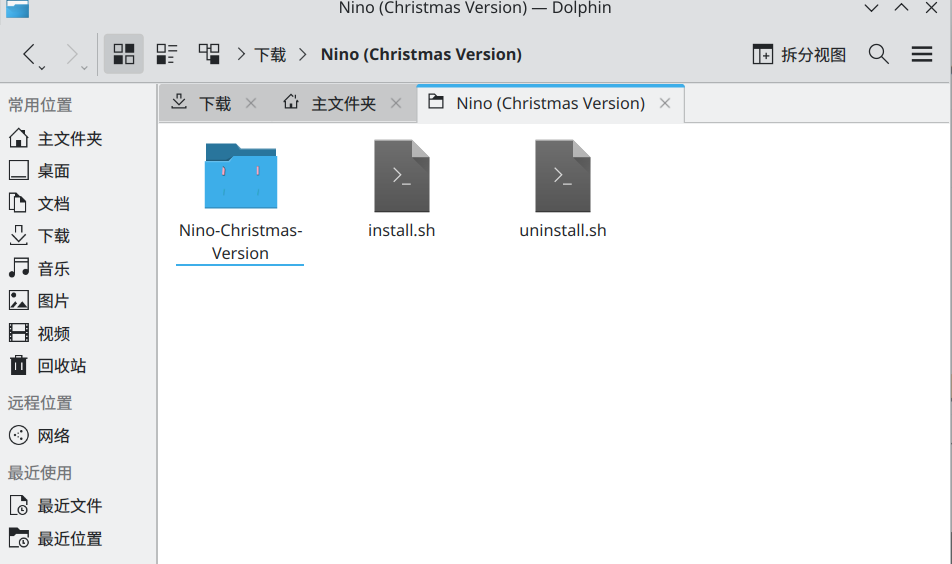 Nino (Christmas Version) — Dolphin
下载
Nino (Christmas Version)
拆分视图
下载
主文件夹
Nino (Christmas Version)
常用位置
主文件夹
桌面
文档
下载
音乐
图片
视频
回收站
远程位置
网络
最近使用
最近文件
最近位置
Nino-Christmas-
Version
install.sh
uninstall.sh